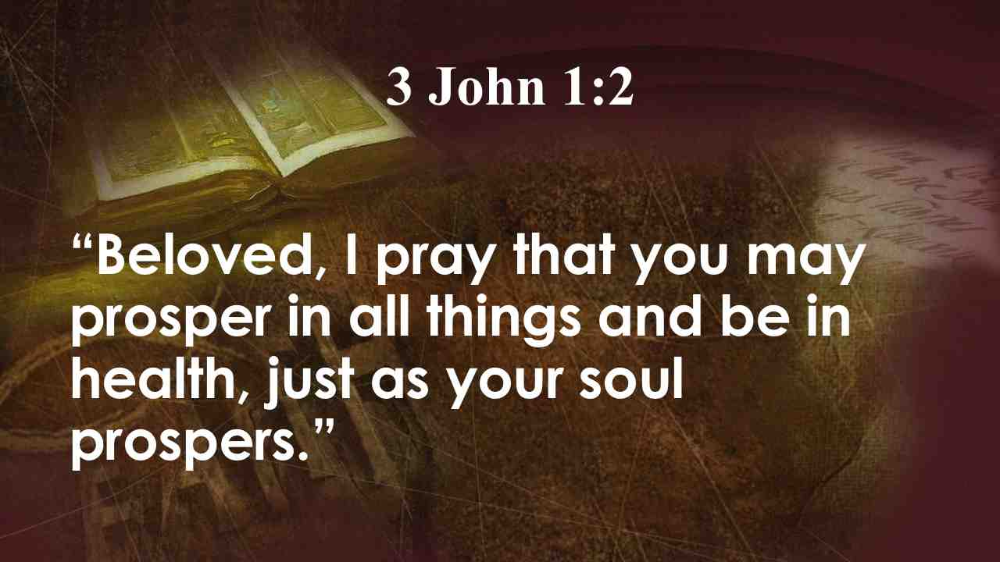 3 John 1:2
“Beloved, I pray that you may
prosper in all things and be in
health, just as your soul
prospers.”